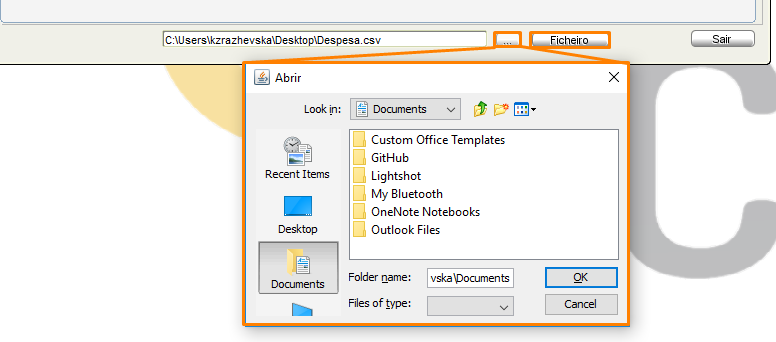 C:\Users\kzrazhevska\Desktop\Despesa.csv
...
Ficheiro
Sair
Abrir
Look in:
Documents
Recent Items
Desktop
Documents
Custom Office Templates
GitHub
Lightshot
My Bluetooth
OneNote Notebooks
Outlook Files
Folder name:
vska\Documents
OK
Files of type:
Cancel
C